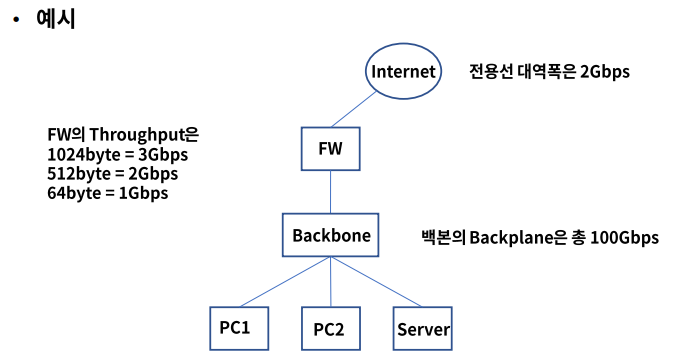 • 예시
Internet
전용선 대역폭은 2Gbps
FW의 Throughput은
1024byte = 3Gbps
512byte = 2Gbps
64byte = 1Gbps
FW
Backbone
백본의 Backplane은 총 100Gbps
PC1
PC2
Server